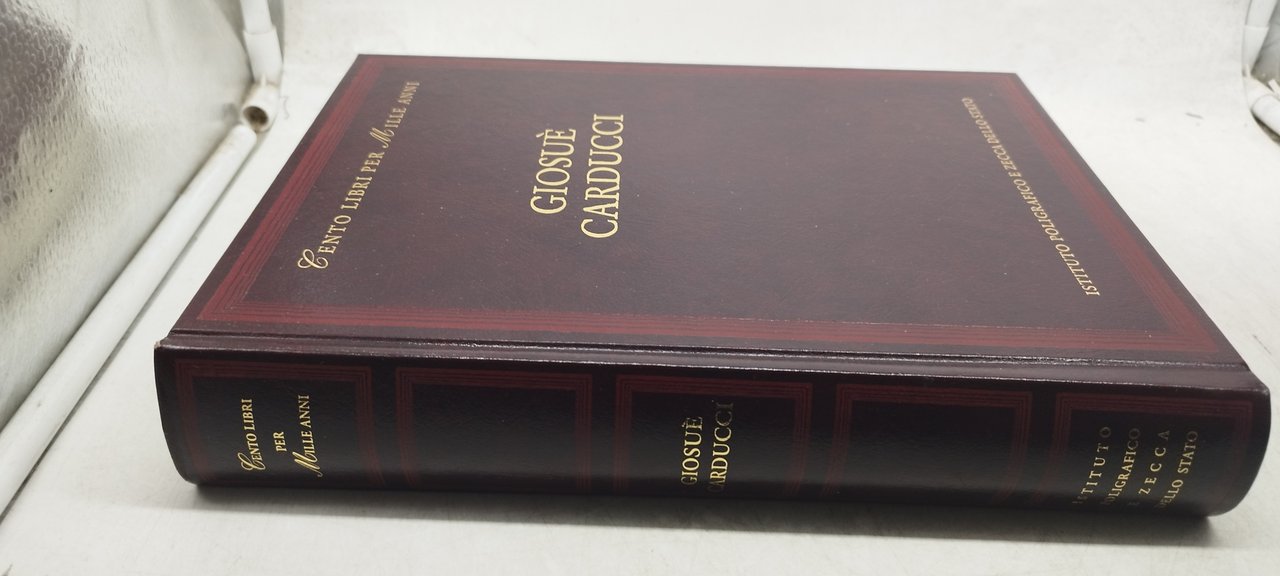 CENTO LIBRI PER MILLE ANNI
GIOSUÈ
CARDUCCI
ISTITUTO POLIGRAFICO E ZECCA DELLO STATO
CENTO LIBRI
PER
MILLE ANNI
GIOSUÈ
CARDUCCI
ISTITUTO
POLIGRAFICO
E ZECCA
DELLO STATO